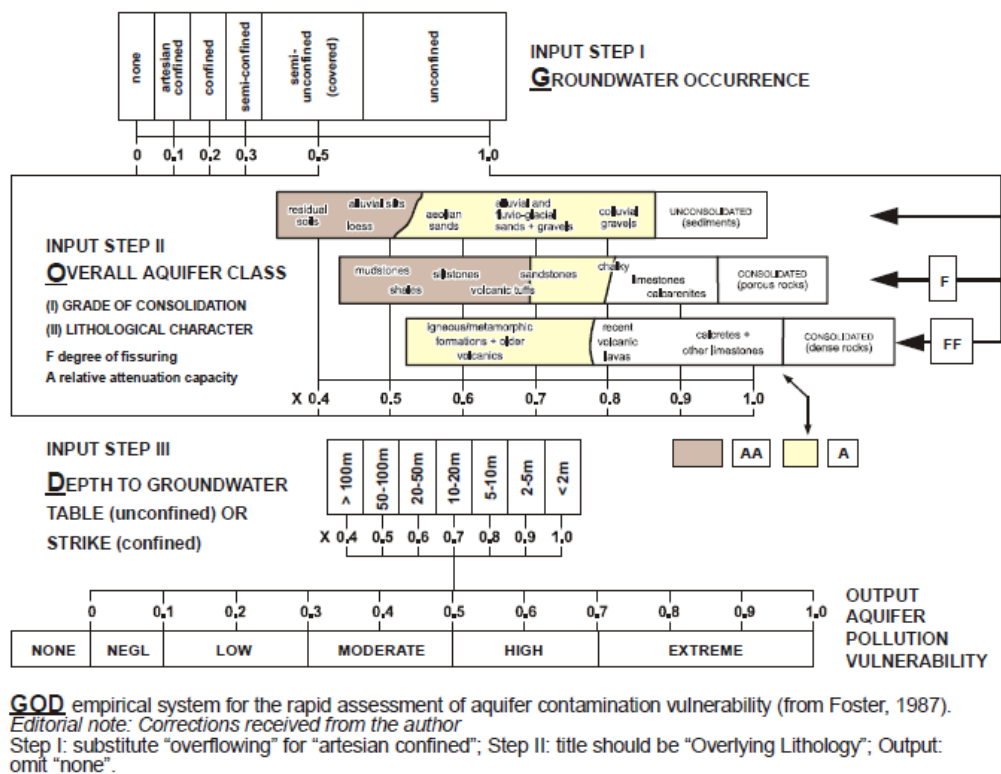 none
artesian confined
confined
semi-confined
semi-unconfined (covered)
unconfined
INPUT STEP I
GROUNDWATER OCCURRENCE
0 0.1 0.2 0.3 0.5 1.0
INPUT STEP II
OVERALL AQUIFER CLASS
(I) GRADE OF CONSOLIDATION
(II) LITHOLOGICAL CHARACTER
F degree of fissuring
A relative attenuation capacity
residual soils
alluvial silts
loess
aeolian sands
alluvial and fluvio-glacial sands + gravels
colluvial gravels
UNCONSOLIDATED
(sediments)
mudstones
shales
siltstones
volcanic tuffs
sandstones
chalky
limestones
calcarenites
CONSOLIDATED
(porous rocks)
F
igneous/metamorphic
formations + older
volcanics
recent
volcanic
lavas
calcretes +
other limestones
CONSOLIDATED
(dense rocks)
FF
X 0.4 0.5 0.6 0.7 0.8 0.9 1.0
AA
A
INPUT STEP III
DEPTH TO GROUNDWATER
TABLE (unconfined) OR
STRIKE (confined)
> 100m
50-100m
20-50m
10-20m
5-10m
2-5m
< 2m
X 0.4 0.5 0.6 0.7 0.8 0.9 1.0
0 0.1 0.2 0.3 0.4 0.5 0.6 0.7 0.8 0.9 1.0
NONE NEGL LOW MODERATE HIGH EXTREME
OUTPUT
AQUIFER
POLLUTION
VULNERABILITY
GOD empirical system for the rapid assessment of aquifer contamination vulnerability (from Foster, 1987).
Editorial note: Corrections received from the author
Step I: substitute “overflowing” for “artesian confined”; Step II: title should be “Overlying Lithology”; Output:
omit “none”.